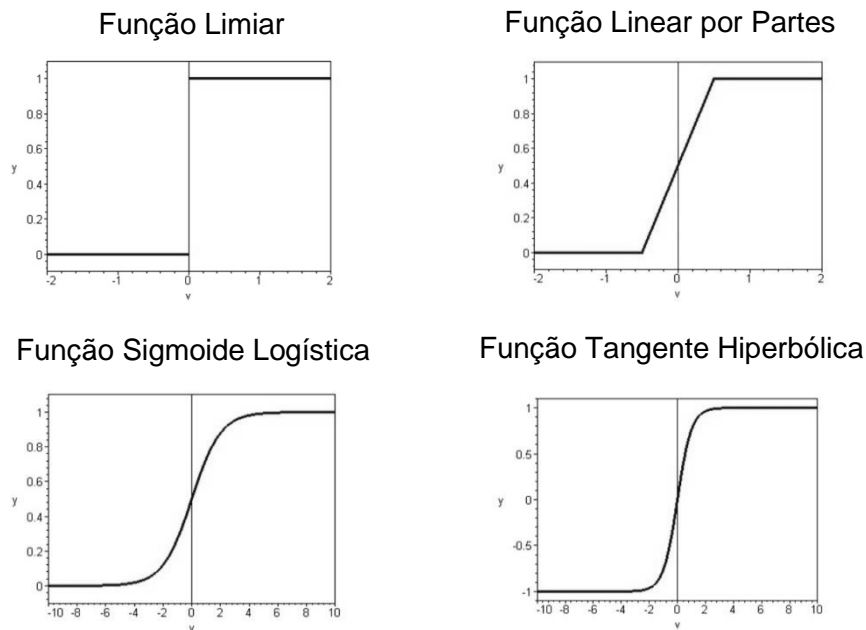 Função Limiar
1
0.8
0.6
y
0.4
0.2
0
-2 -1 0 1 2
v
Função Linear por Partes
1
0.8
0.6
y
0.4
0.2
0
-2 -1 0 1 2
v
Função Sigmoide Logística
1
0.8
0.6
y
0.4
0.2
0
-10 -8 -6 -4 -2 0 2 4 6 8 10
v
Função Tangente Hiperbólica
1
0.5
y 0
-0.5
-1
-10 -8 -6 -4 -2 0 2 4 6 8 10
v